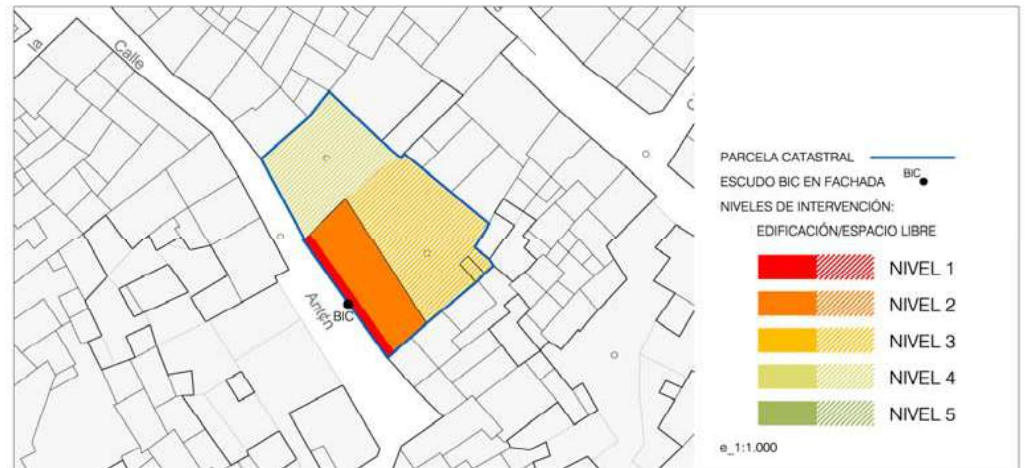 Calle
BIC
PARCELA CATASTRAL
ESCUDO BIC EN FACHADA BIC
NIVELES DE INTERVENCIÓN:
EDIFICACIÓN/ESPACIO LIBRE
NIVEL 1
NIVEL 2
NIVEL 3
NIVEL 4
NIVEL 5
e_1:1.000